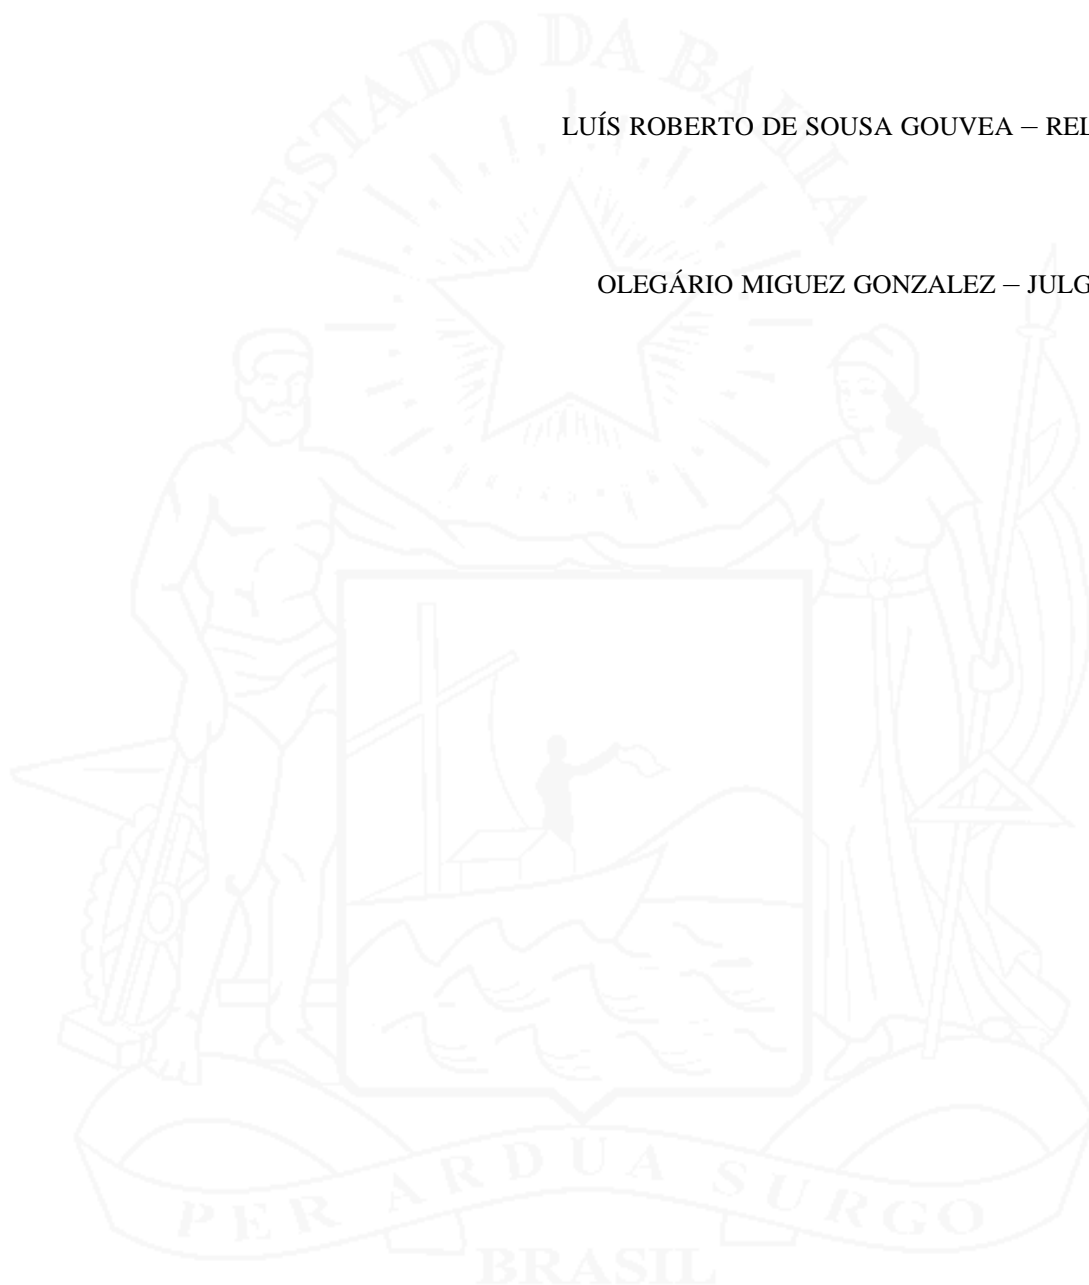 ESTADO DA BAHIA
LUÍS ROBERTO DE SOUSA GOUVEA – REL
OLEGÁRIO MIGUEZ GONZALEZ – JULG
PER ARDUA SURGO
BRASIL